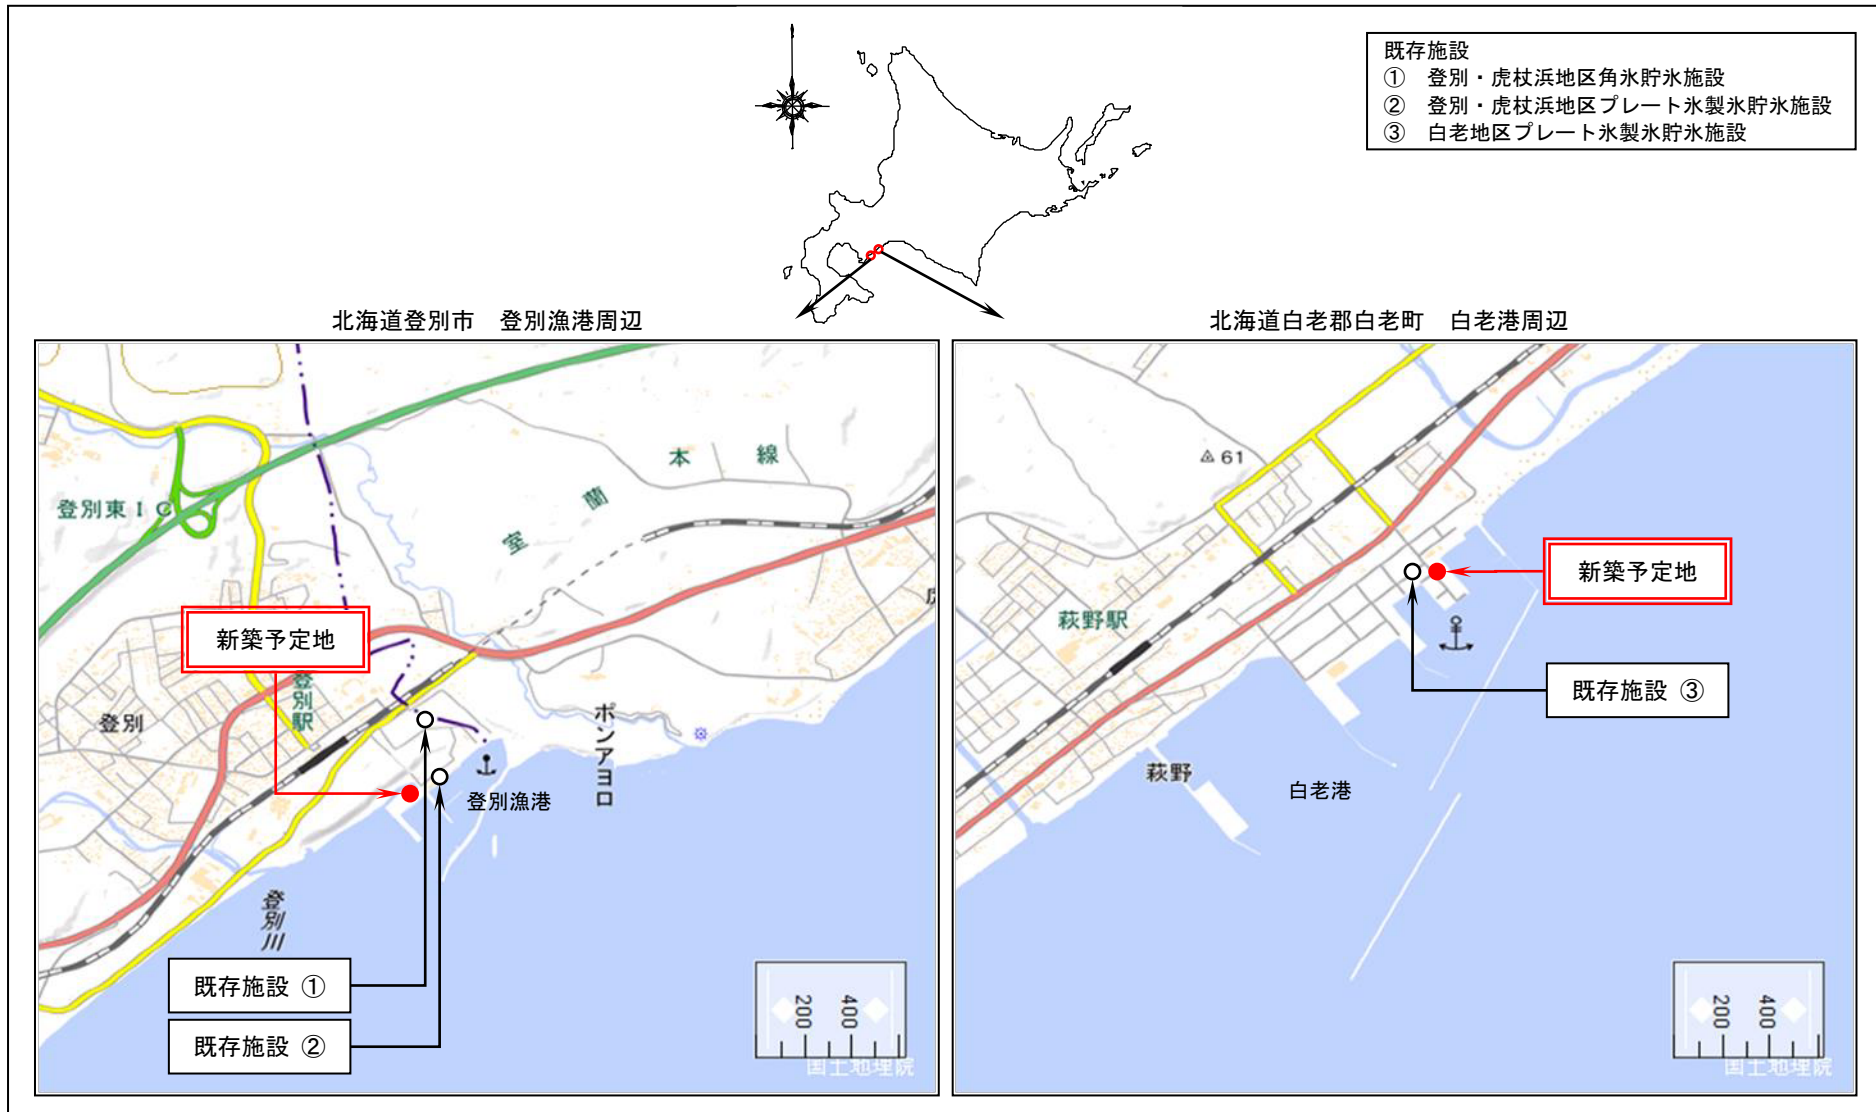 既存施設
① 登別・虎杖浜地区角氷貯氷施設
② 登別・虎杖浜地区プレート氷製氷貯氷施設
③ 白老地区プレート氷製氷貯氷施設
北海道登別市 登別漁港周辺
北海道白老郡白老町 白老港周辺
登別東IC
室蘭本線
新築予定地
登別駅
登別
ポンアヨロ
登別漁港
登別川
虎
既存施設 ①
既存施設 ②
200
400
国土地理院
61
萩野駅
新築予定地
既存施設 ③
萩野
白老港
200
400
国土地理院